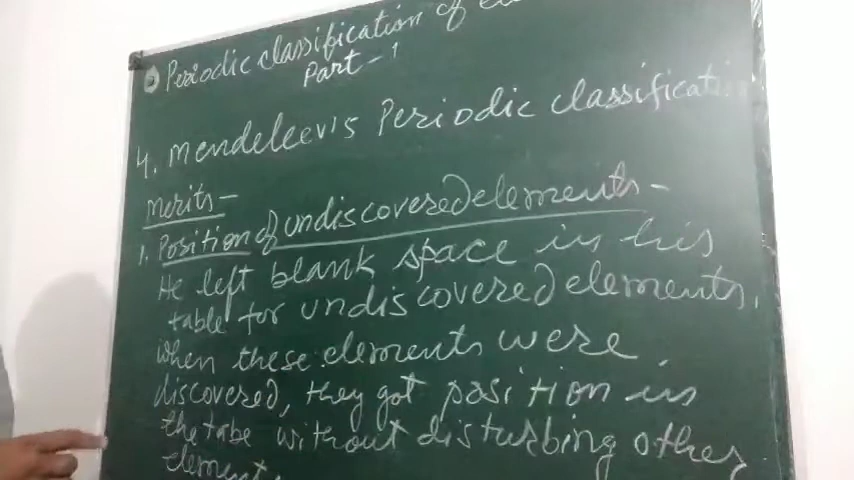 Periodic classification of
Part-1
4. Mendeleev's Periodic classificati
Merits-
1. Position of undiscovered elements-
He left blank space in his
table for undiscovered elements,
when these elements were
discovered, they got position in
the tabe without disturbing other
element.